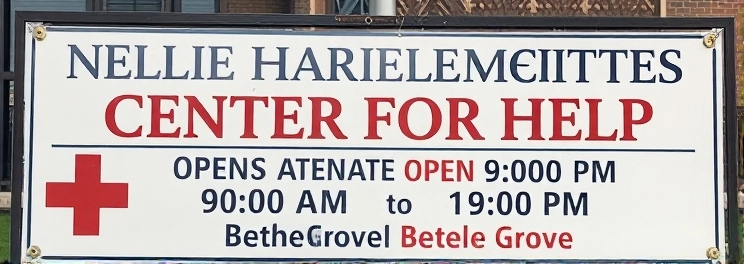 NELLIE HARIELEMЄIITTES
CENTER FOR HELP
OPENS ATENATE OPEN 9:000 PM
90:00 AM to 19:00 PM
BetheGrovel Betele Grove